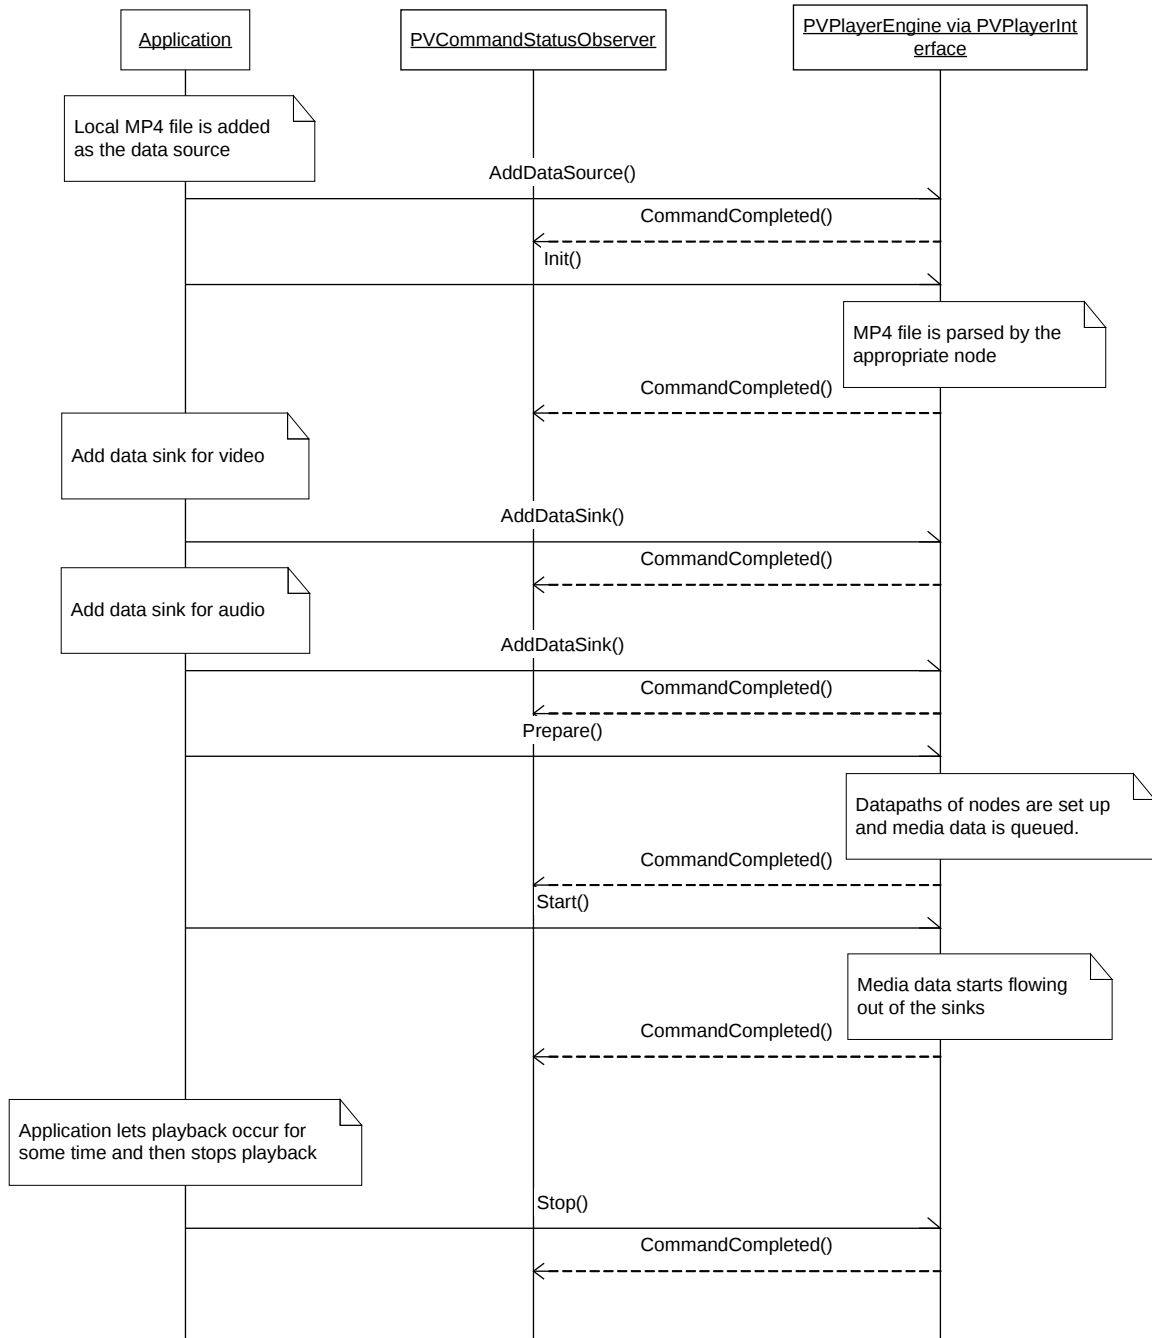 Application
PVCommandStatusObserver
PVPlayerEngine via PVPlayerInt
erface
Local MP4 file is added
as the data source
AddDataSource()
CommandCompleted()
Init()
MP4 file is parsed by the
appropriate node
CommandCompleted()
Add data sink for video
AddDataSink()
CommandCompleted()
Add data sink for audio
AddDataSink()
CommandCompleted()
Prepare()
Datapaths of nodes are set up
and media data is queued.
CommandCompleted()
Start()
Media data starts flowing
out of the sinks
CommandCompleted()
Application lets playback occur for
some time and then stops playback
Stop()
CommandCompleted()